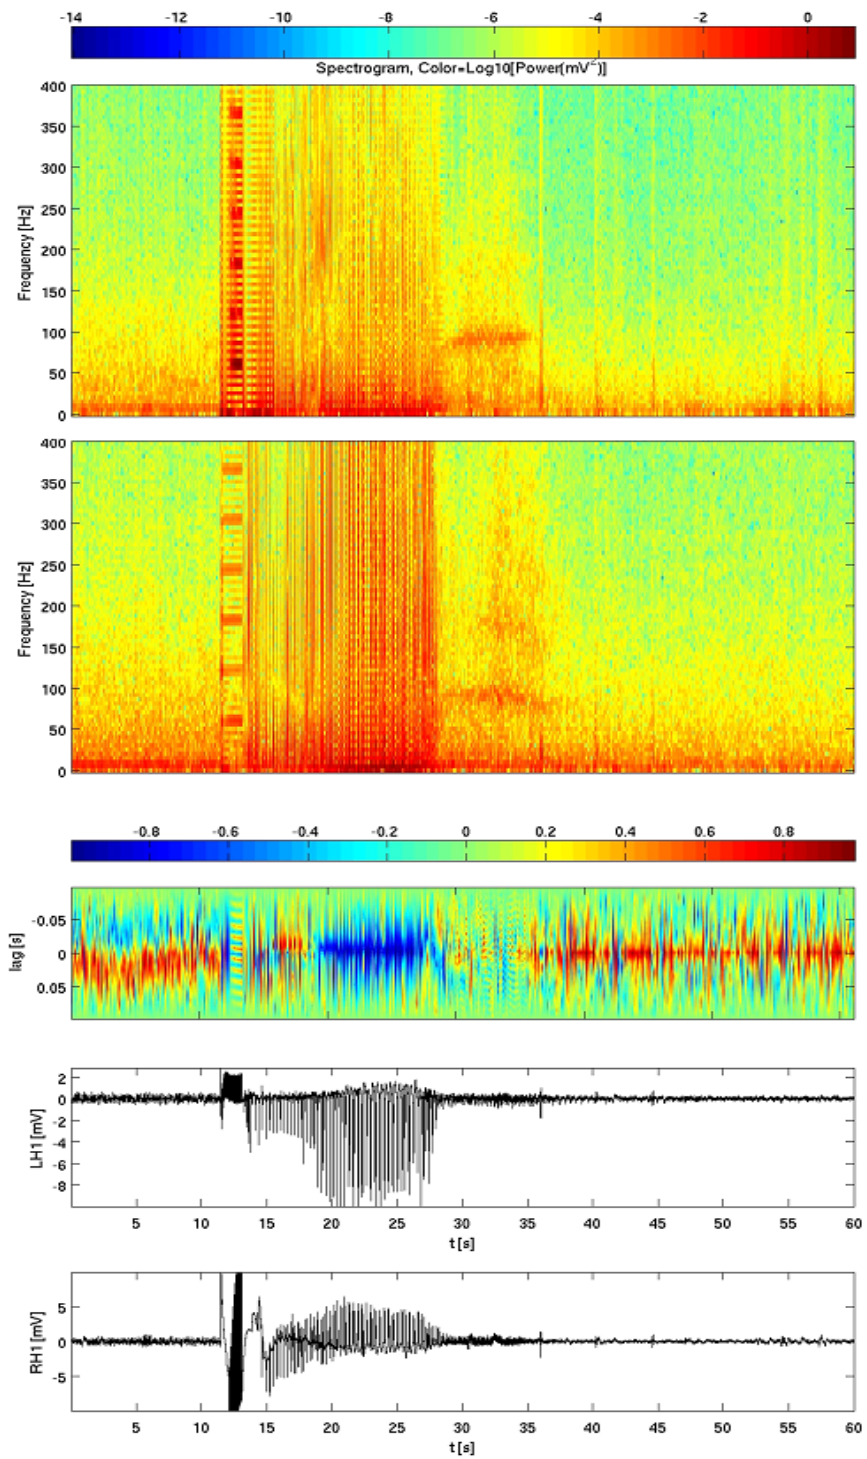 -14 -12 -10 -8 -6 -4 -2 0
Spectrogram, Color=Log10[Power(mV²)]
400
350
300
250
200
150
100
50
0
Frequency [Hz]
400
350
300
250
200
150
100
50
0
Frequency [Hz]
-0.8 -0.6 -0.4 -0.2 0 0.2 0.4 0.6 0.8
-0.05
0
0.05
lag [s]
2
0
-2
-4
-6
-8
LH1 [mV]
5 10 15 20 25 30 35 40 45 50 55 60
t [s]
5
0
-5
RH1 [mV]
5 10 15 20 25 30 35 40 45 50 55 60
t [s]